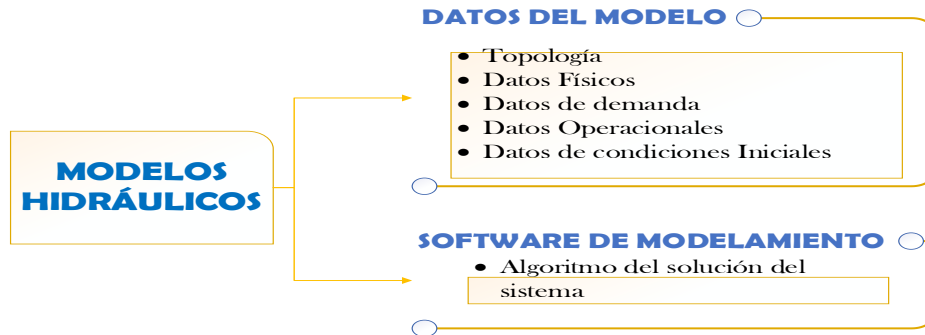 DATOS DEL MODELO
• Topología
• Datos Físicos
• Datos de demanda
• Datos Operacionales
• Datos de condiciones Iniciales
MODELOS
HIDRÁULICOS
SOFTWARE DE MODELAMIENTO
• Algoritmo del solución del
sistema